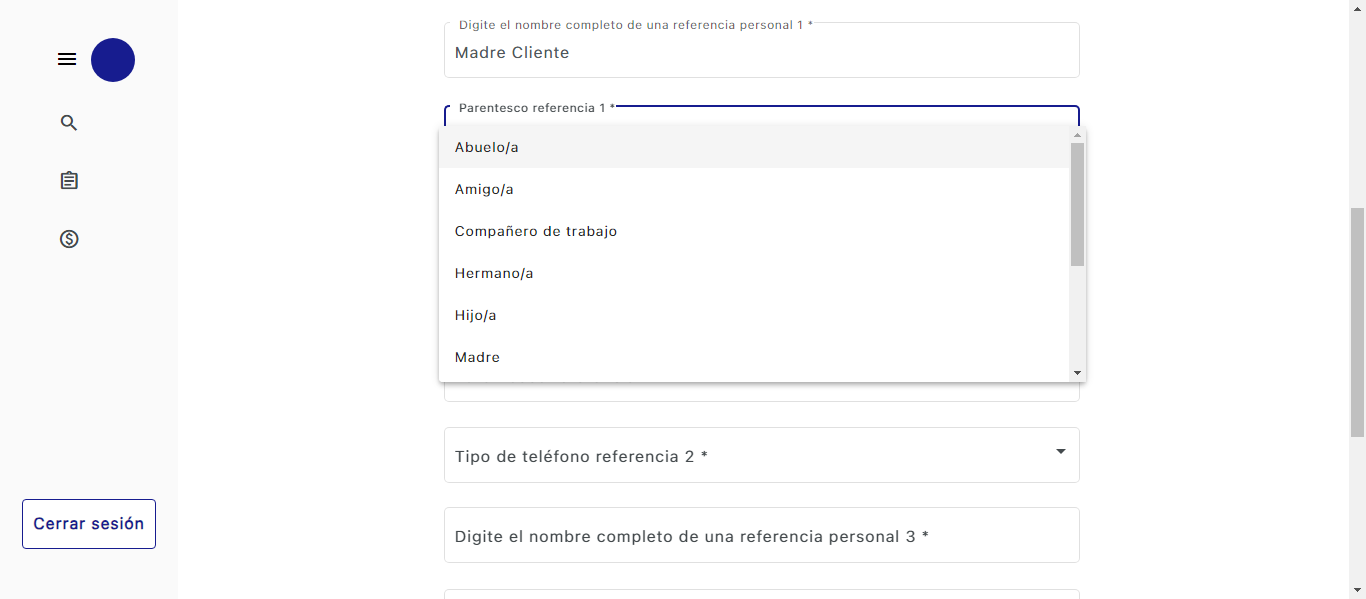 Digite el nombre completo de una referencia personal 1 *
Madre Cliente
Parentesco referencia 1 *
Abuelo/a
Amigo/a
Compañero de trabajo
Hermano/a
Hijo/a
Madre
Tipo de teléfono referencia 2 *
Digite el nombre completo de una referencia personal 3 *
Cerrar sesión